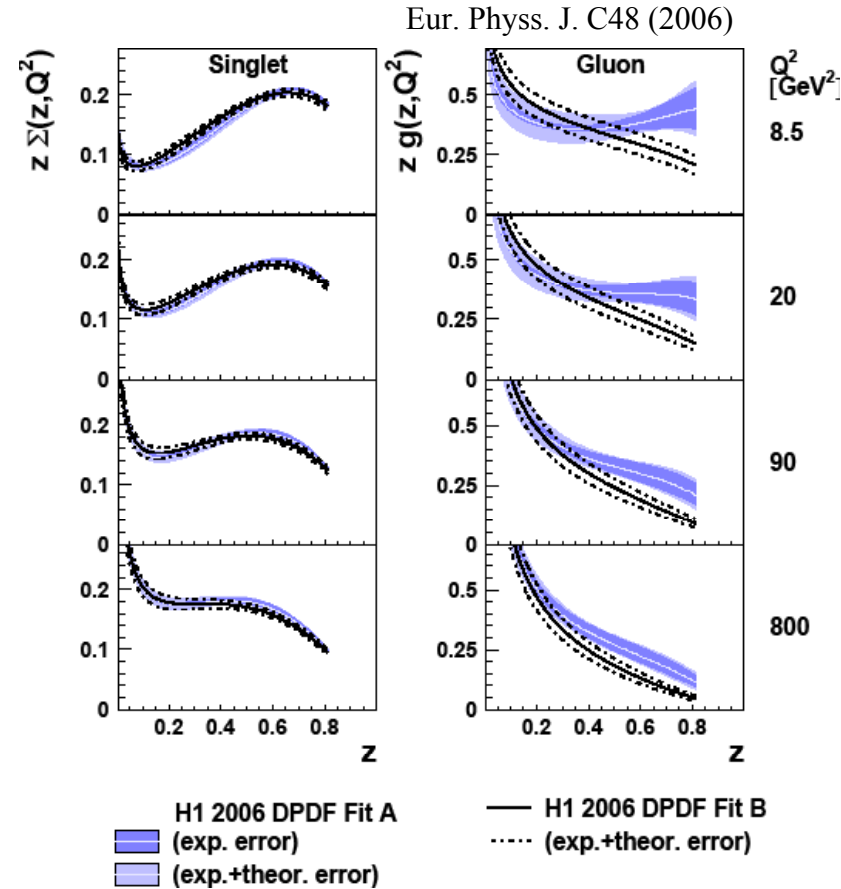 Eur. Physs. J. C48 (2006)
Singlet
Gluon
Q²
[GeV²]
z Σ(z,Q²)
z g(z,Q²)
0.2
0.1
0
0.5
0.25
0
8.5
0.2
0.1
0
0.5
0.25
0
20
0.2
0.1
0
0.5
0.25
0
90
0.2
0.1
0
0.5
0.25
0
800
0.2 0.4 0.6 0.8
0.2 0.4 0.6 0.8
z
z
H1 2006 DPDF Fit A
(exp. error)
(exp.+theor. error)
H1 2006 DPDF Fit B
(exp.+theor. error)